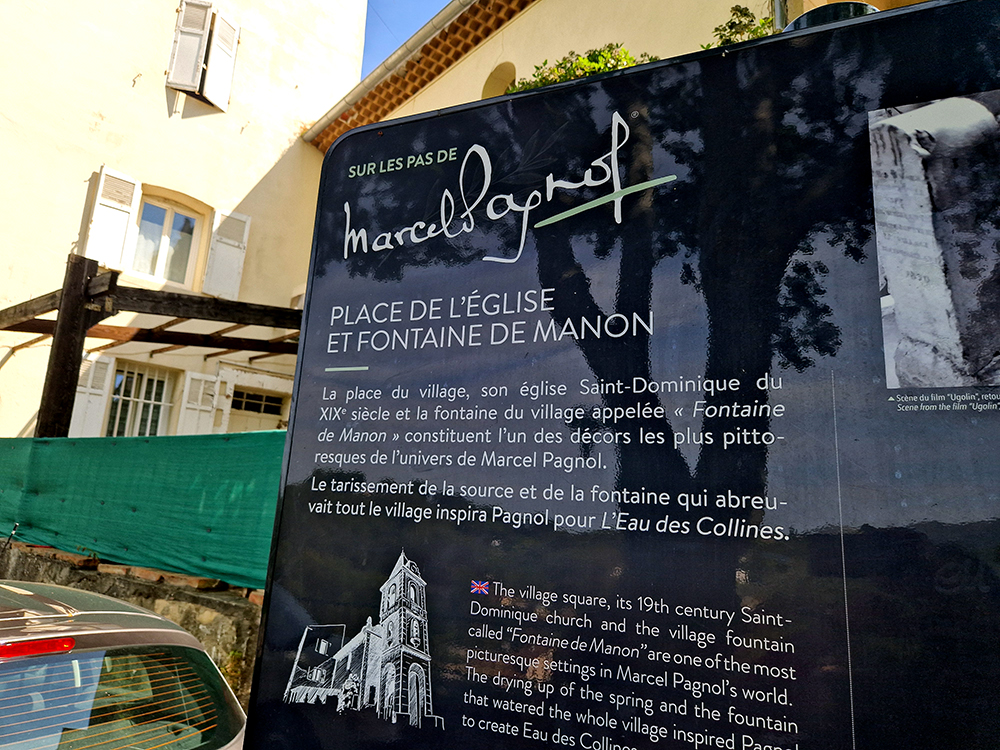 SUR LES PAS DE
Marcel Pagnol®
PLACE DE L'ÉGLISE
ET FONTAINE DE MANON
La place du village, son église Saint-Dominique du
XIXe siècle et la fontaine du village appelée « Fontaine
de Manon » constituent l'un des décors les plus pitto-
resques de l'univers de Marcel Pagnol.
Le tarissement de la source et de la fontaine qui abreu-
vait tout le village inspira Pagnol pour L'Eau des Collines.
The village square, its 19th century Saint-
Dominique church and the village fountain
called "Fontaine de Manon" are one of the most
picturesque settings in Marcel Pagnol's world.
The drying up of the spring and the fountain
that watered the whole village inspired Pagno
to create Eau des Collines
Scène du film "Ugolin", retou
Scene from the film "Ugolin",